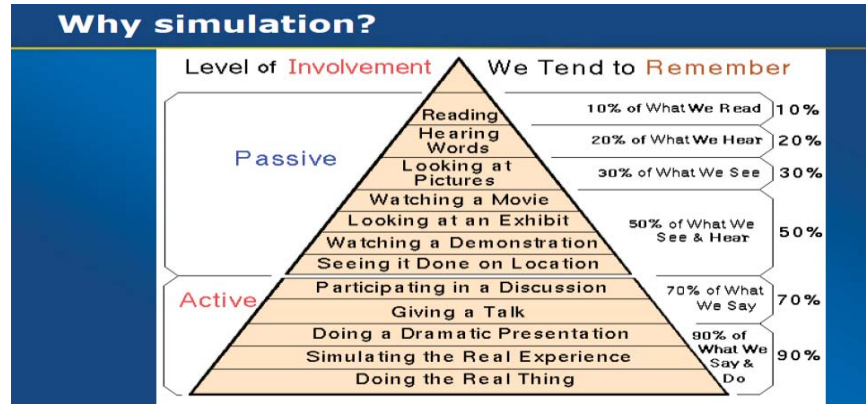 Why simulation?
Level of Involvement
We Tend to Remember
Passive
Active
Reading
Hearing
Words
Looking at
Pictures
Watching a Movie
Looking at an Exhibit
Watching a Demonstration
Seeing it Done on Location
Participating in a Discussion
Giving a Talk
Doing a Dramatic Presentation
Simulating the Real Experience
Doing the Real Thing
10% of What We Read
10%
20% of What We Hear
20%
30% of What We See
30%
50% of What We
See & Hear
50%
70% of What
We Say
70%
90% of
What We
Say &
Do
90%